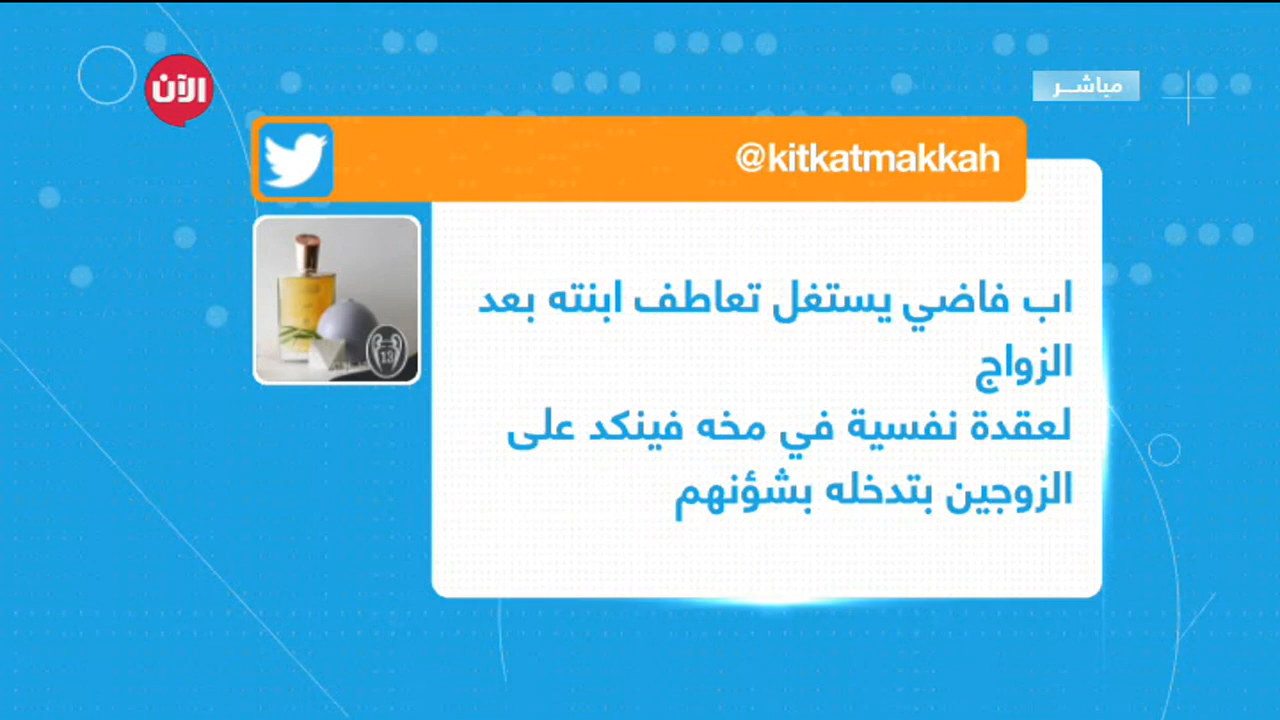 الآن
مباشر
@kitkatmakkah
اب فاضي يستغل تعاطف ابنته بعد
الزواج
لعقدة نفسية في مخه فينكد على
الزوجين بتدخله بشؤنهم
13